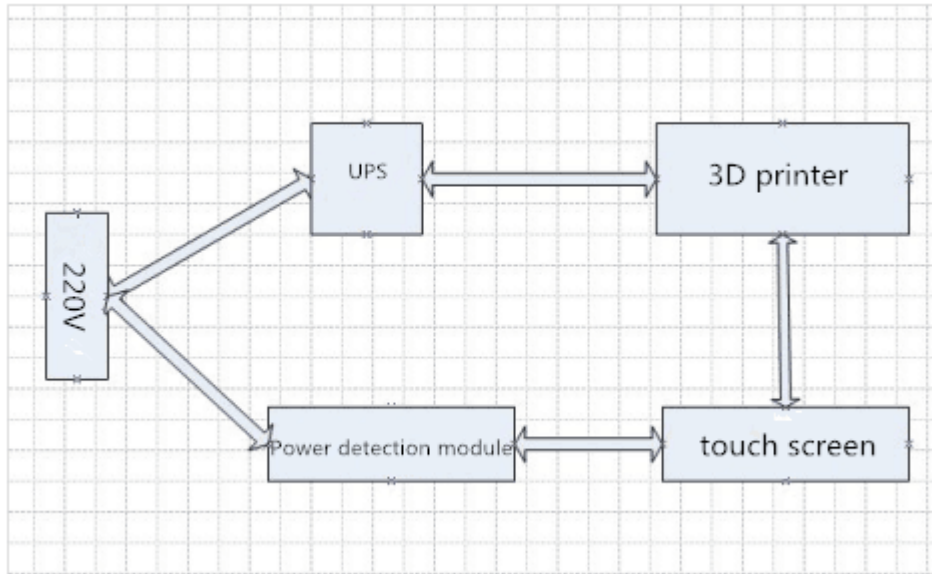 UPS
3D printer
220V
Power detection module
touch screen